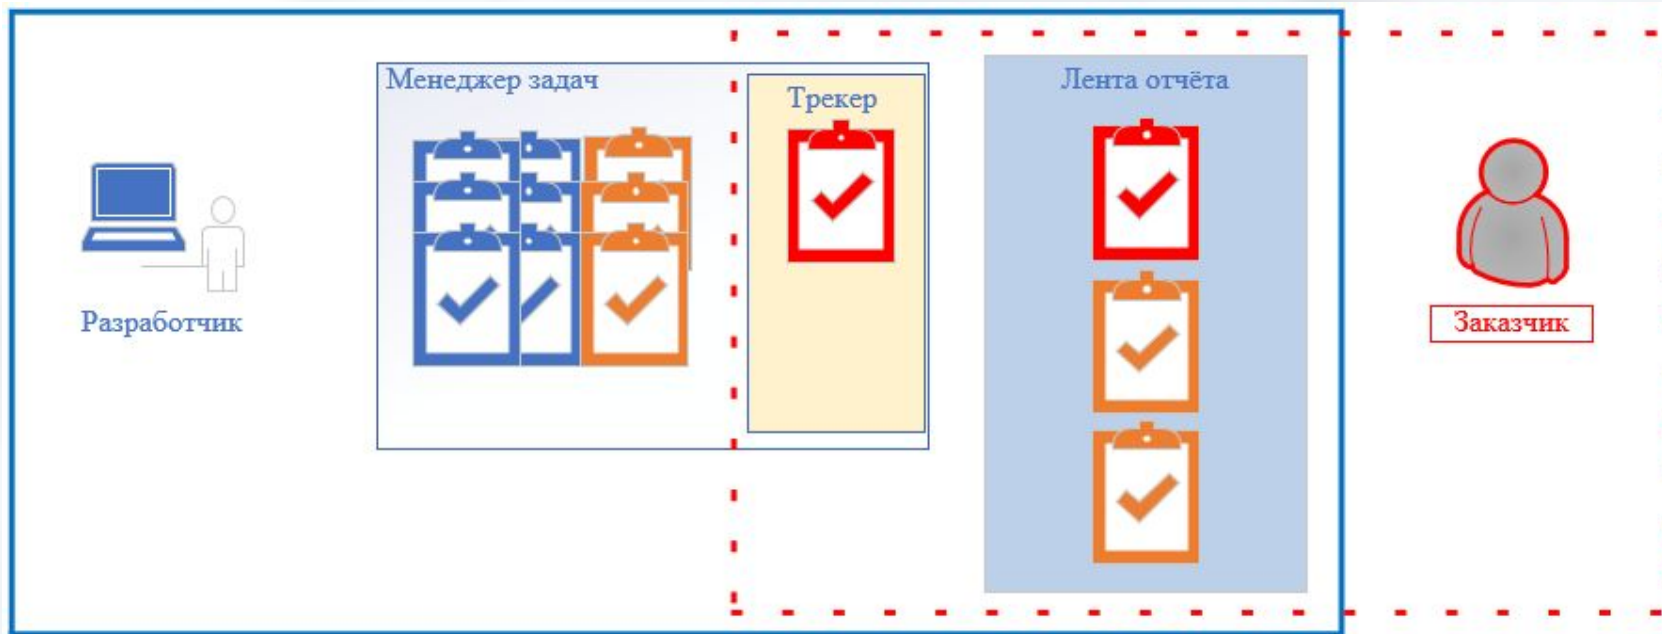 Менеджер задач
Трекер
Лента отчёта
Разработчик
Заказчик